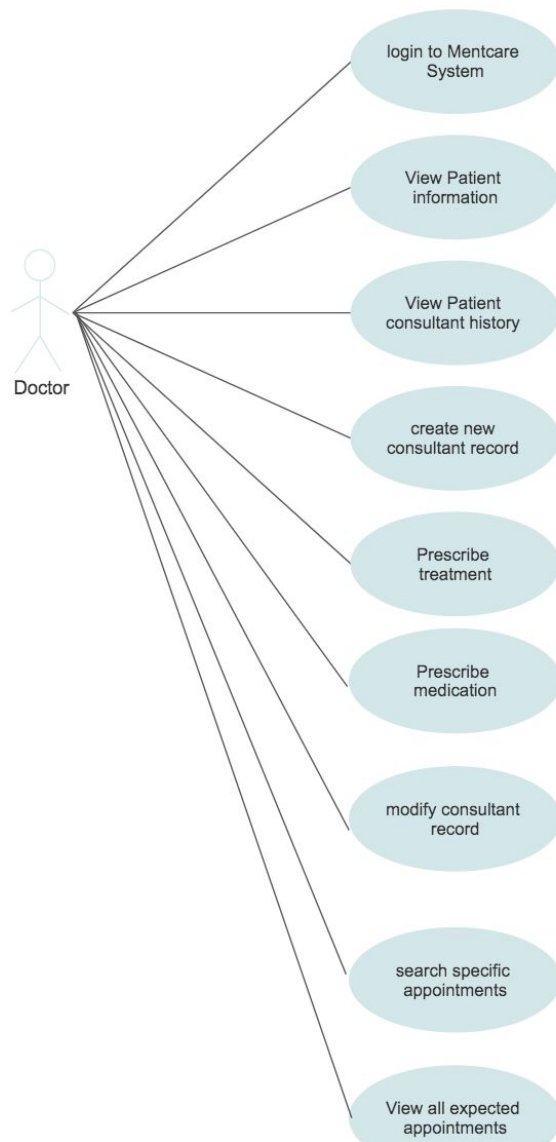 login to Mentcare
System
View Patient
information
View Patient
consultant history
Doctor
create new
consultant record
Prescribe
treatment
Prescribe
medication
modify consultant
record
search specific
appointments
View all expected
appointments